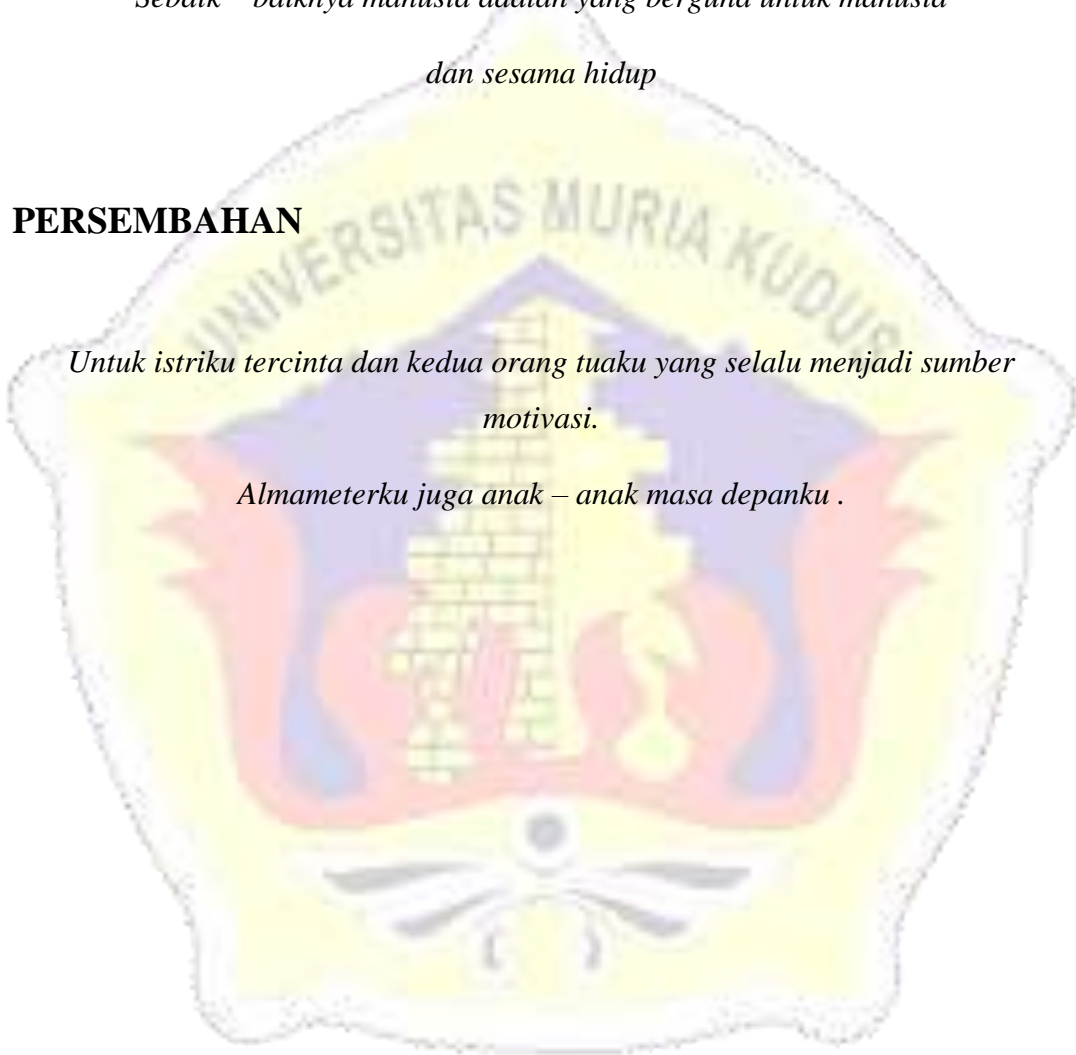 Sebaik – baiknya manusia adalah yang berguna untuk manusia
dan sesama hidup
PERSEMBAHAN
UNIVERSITAS MURIA KUDUS
Untuk istriku tercinta dan kedua orang tuaku yang selalu menjadi sumber
motivasi.
Almameterku juga anak – anak masa depanku .